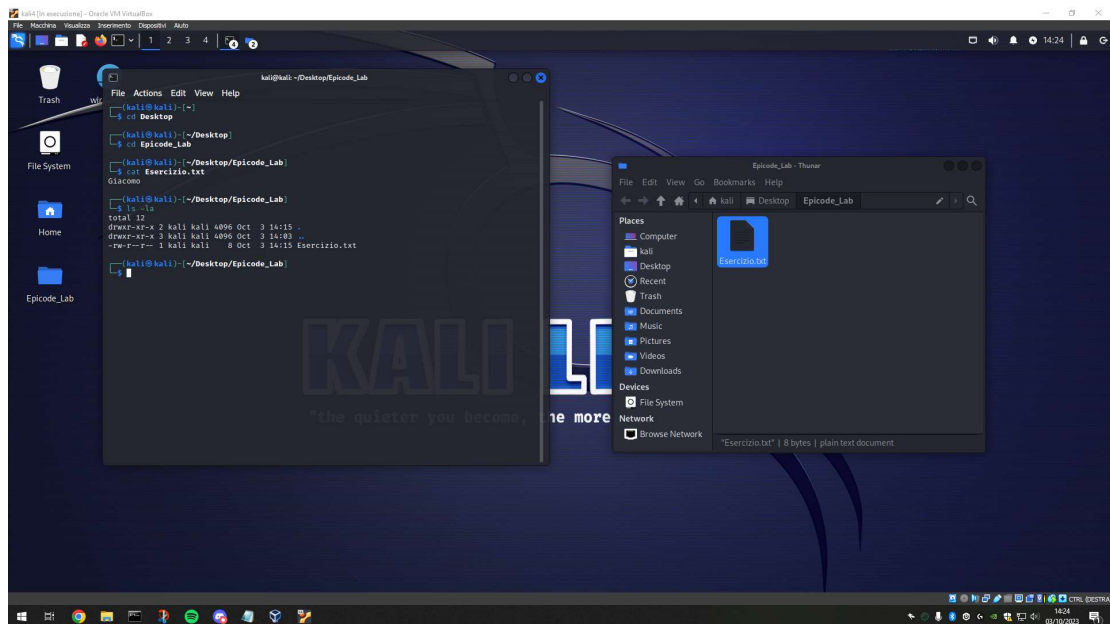 kali4 [In esecuzione] - Oracle VM VirtualBox
File Macchina Visualizza Inserimento Dispositivi Aiuto
1 2 3 4
14:24
Trash
File System
Home
Epicode_Lab
kali@kali: ~/Desktop/Epicode_Lab
File Actions Edit View Help
(kali㉿kali)-[~]
$ cd Desktop
(kali㉿kali)-[~/Desktop]
$ cd Epicode_Lab
(kali㉿kali)-[~/Desktop/Epicode_Lab]
$ cat Esercizio.txt
Giacomo
(kali㉿kali)-[~/Desktop/Epicode_Lab]
$ ls -la
total 12
drwxr-xr-x 2 kali kali 4096 Oct 3 14:15 .
drwxr-xr-x 3 kali kali 4096 Oct 3 14:03 ..
-rw-r--r-- 1 kali kali 8 Oct 3 14:15 Esercizio.txt
(kali㉿kali)-[~/Desktop/Epicode_Lab]
$
KALI LI
"the quieter you become, the more
Epicode_Lab - Thunar
File Edit View Go Bookmarks Help
kali Desktop Epicode_Lab
Places
Computer
kali
Desktop
Recent
Trash
Documents
Music
Pictures
Videos
Downloads
Devices
File System
Network
Browse Network
Esercizio.txt
"Esercizio.txt" | 8 bytes | plain text document
CTRL (DESTRA
14:24
03/10/2023